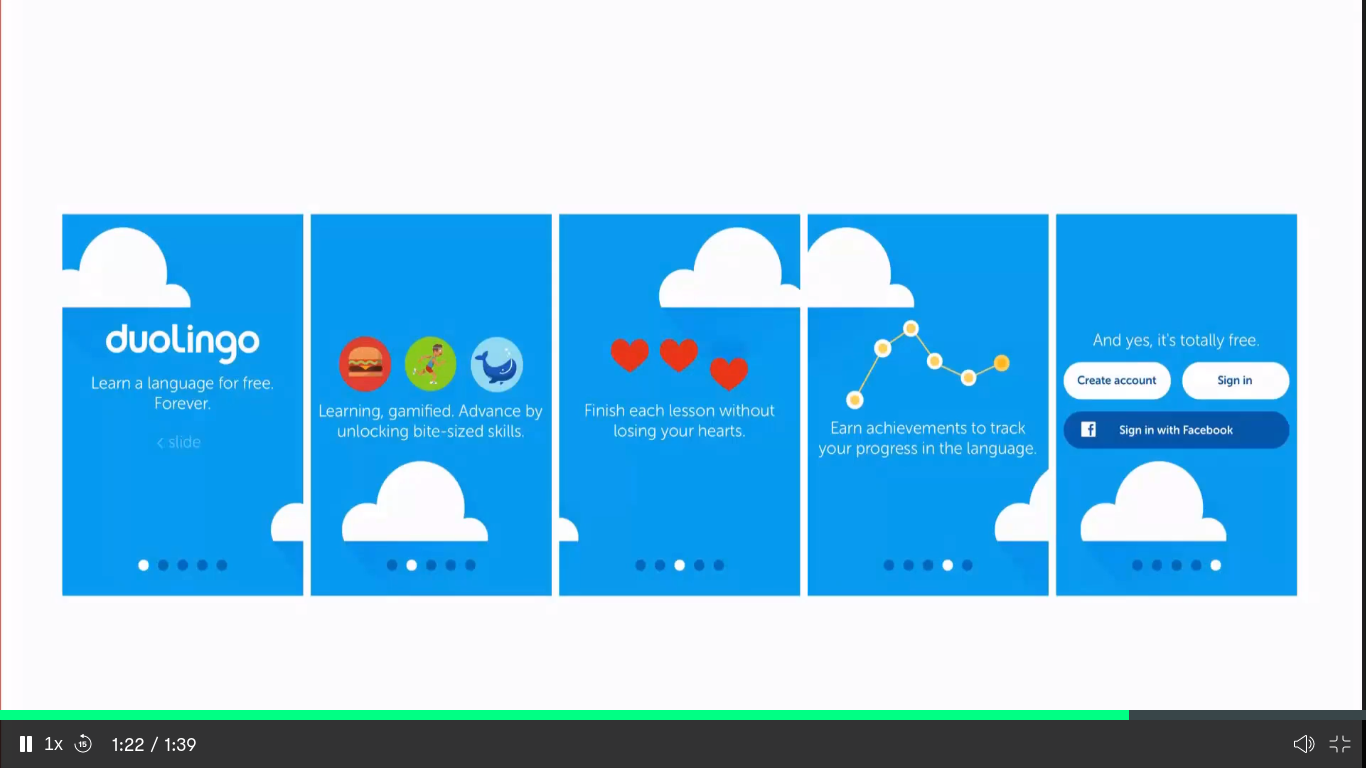 duolingo
Learn a language for free.
Forever.
< slide
Learning, gamified. Advance by
unlocking bite-sized skills.
Finish each lesson without
losing your hearts.
Earn achievements to track
your progress in the language.
And yes, it's totally free.
Create account
Sign in
f
Sign in with Facebook
1x
15
1:22 / 1:39